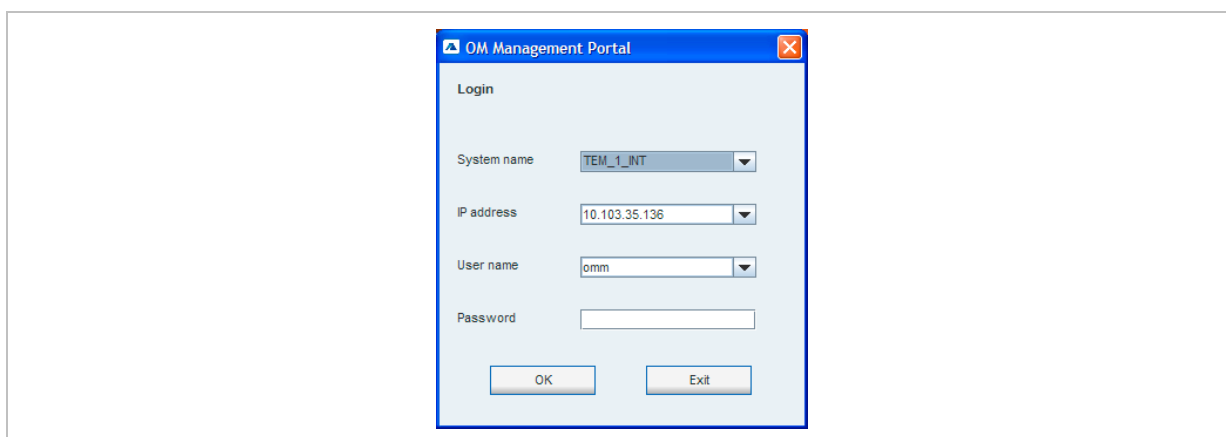 OM Management Portal
Login
System name TEM_1_INT
IP address 10.103.35.136
User name omm
Password
OK Exit